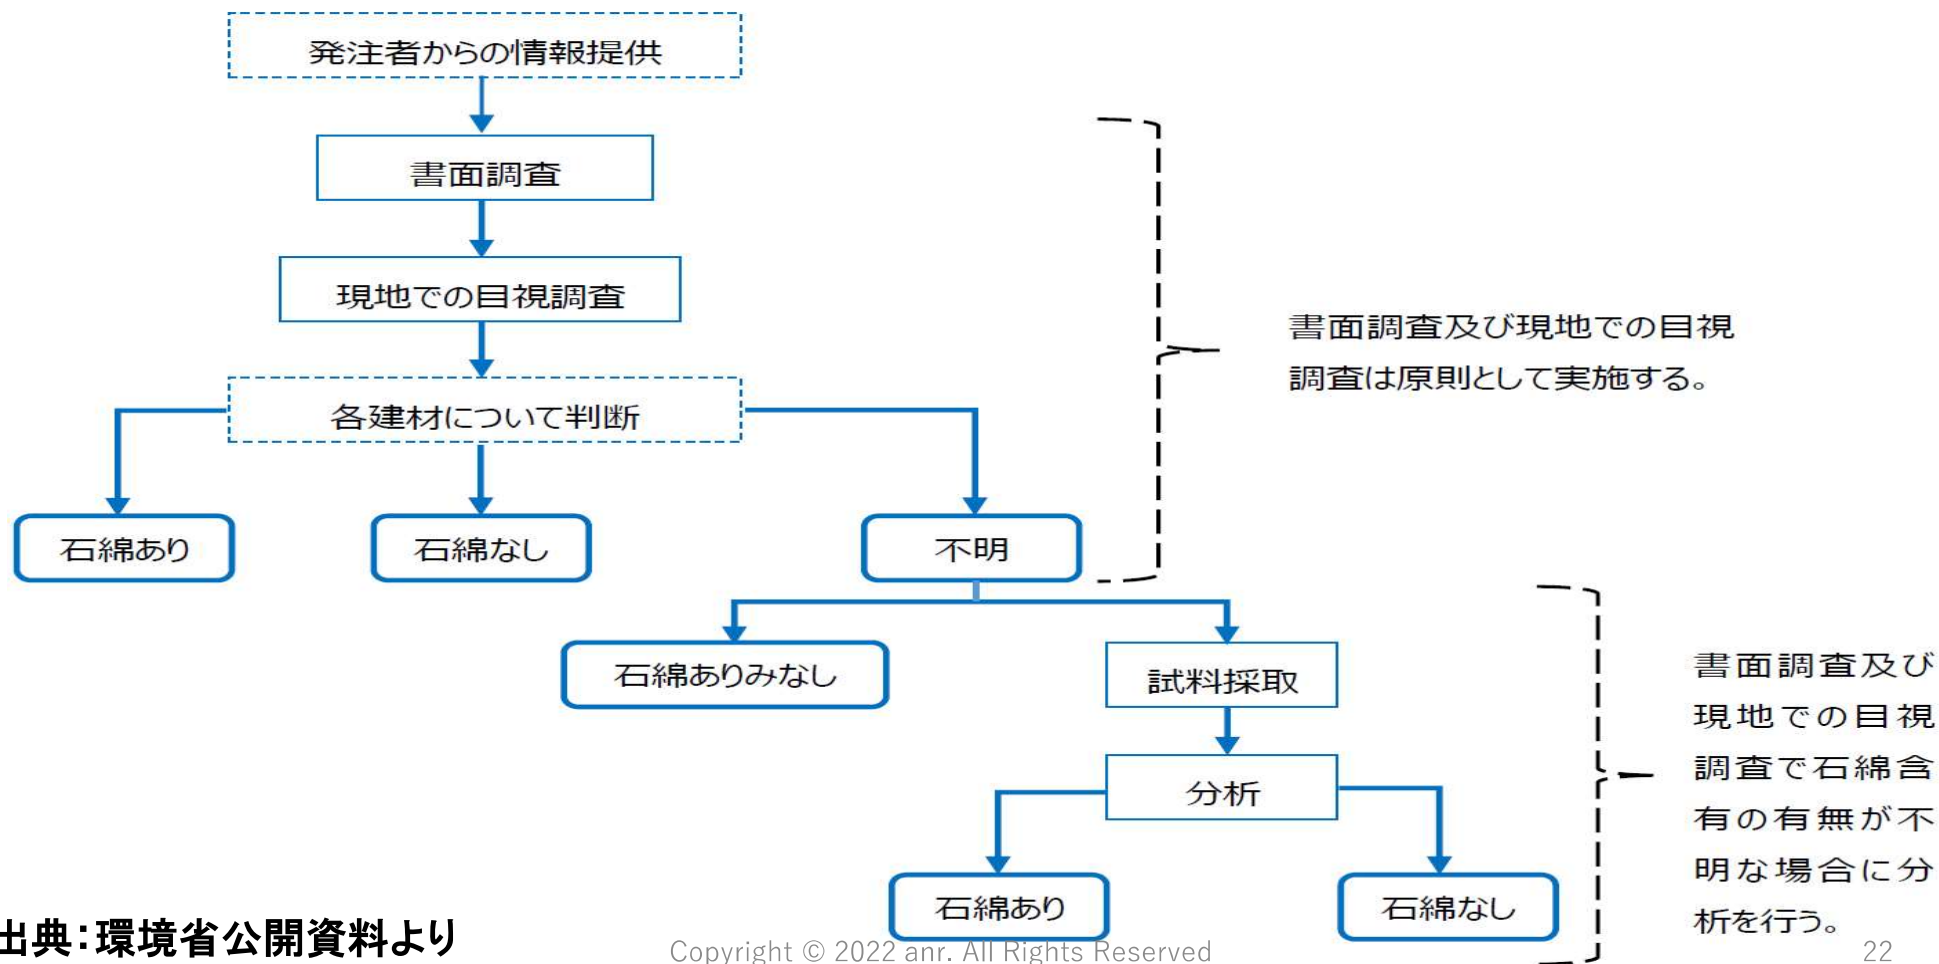 発注者からの情報提供
書面調査
現地での目視調査
各建材について判断
石綿あり
石綿なし
不明
書面調査及び現地での目視
調査は原則として実施する。
石綿ありみなし
試料採取
分析
石綿あり
石綿なし
書面調査及び
現地での目視
調査で石綿含
有の有無が不
明な場合に分
析を行う。
出典：環境省公開資料より
Copyright © 2022 anr. All Rights Reserved
22